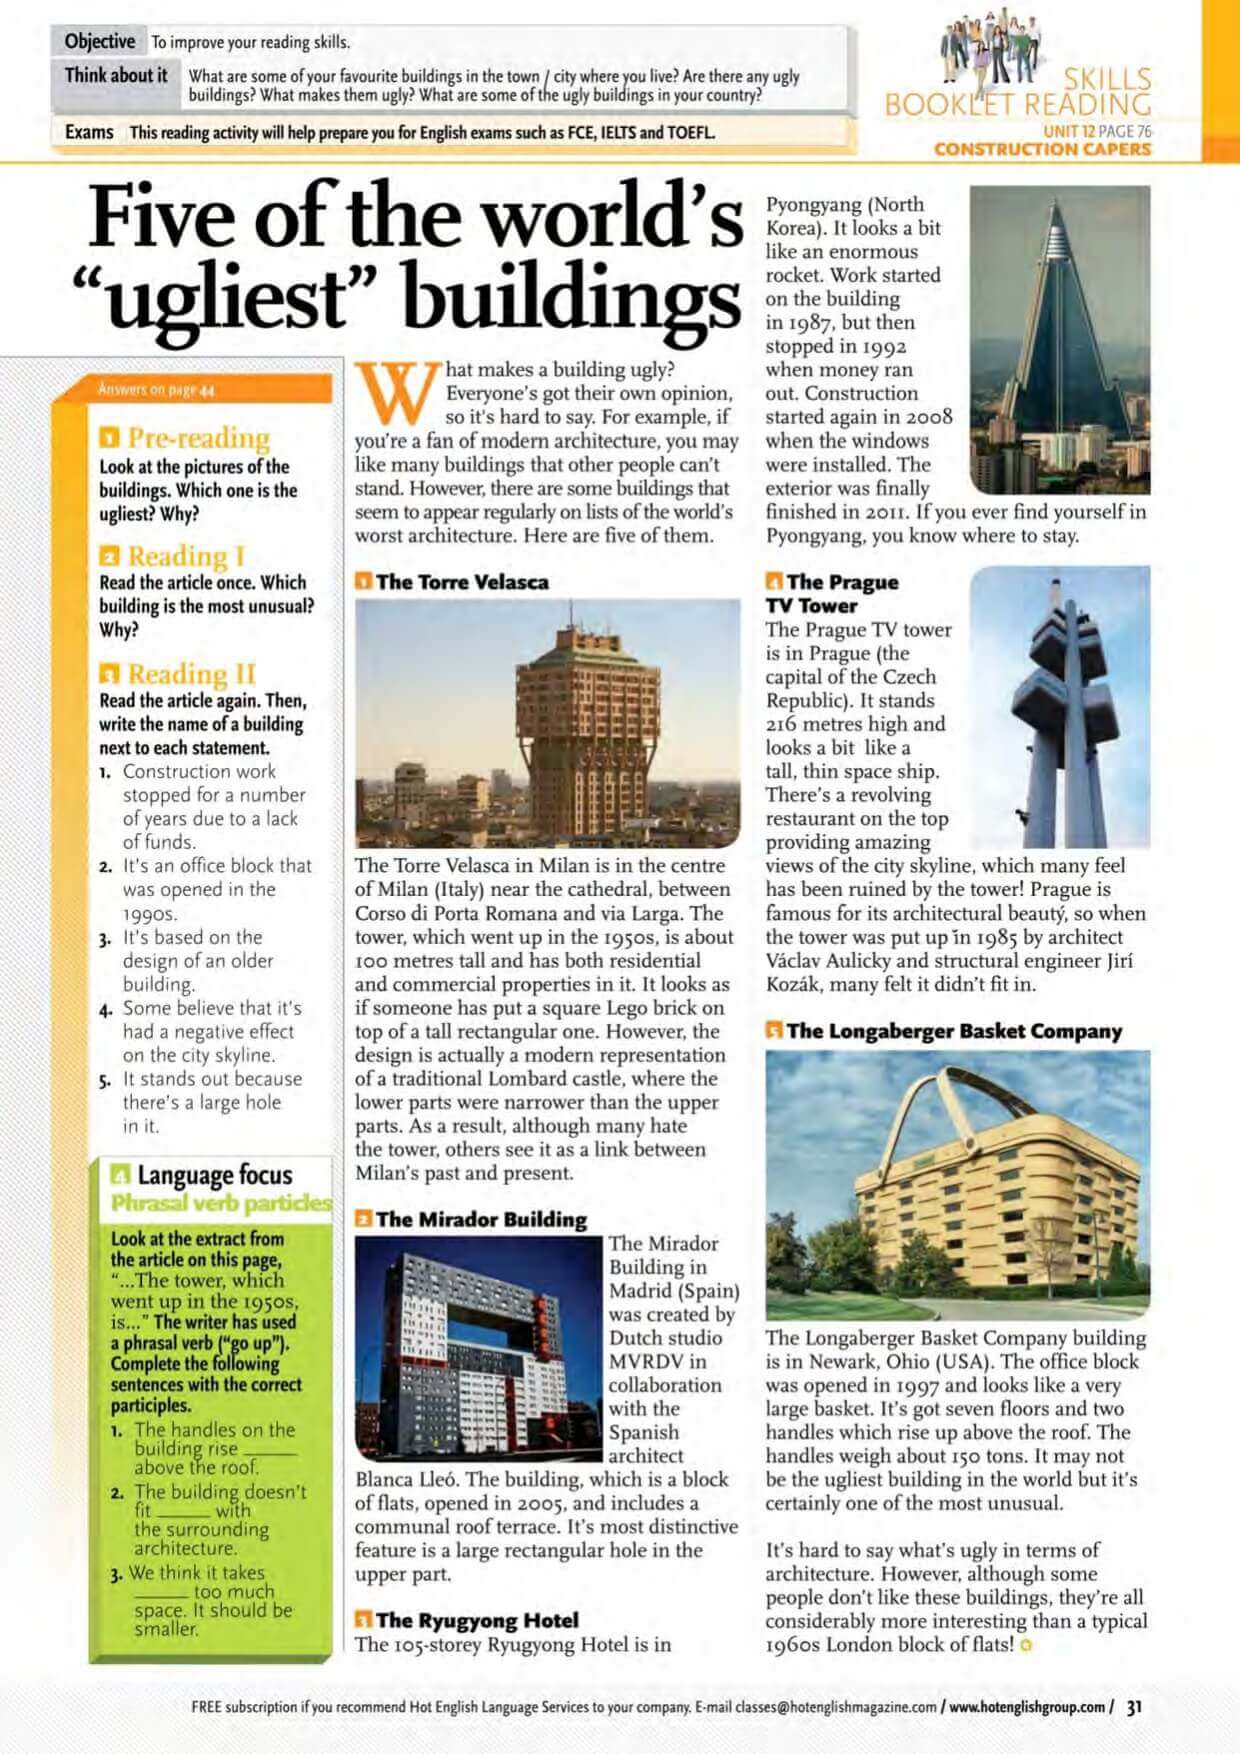 Objective To improve your reading skills.
Think about it What are some of your favourite buildings in the town / city where you live? Are there any ugly
buildings? What makes them ugly? What are some of the ugly buildings in your country?
Exams This reading activity will help prepare you for English exams such as FCE, IELTS and TOEFL.
SKILLS
BOOKLET READING
UNIT 12 PAGE 76
CONSTRUCTION CAPERS
Five of the world's
"ugliest" buildings
Answers on page 44
1 Pre-reading
Look at the pictures of the
buildings. Which one is the
ugliest? Why?
2 Reading I
Read the article once. Which
building is the most unusual?
Why?
3 Reading II
Read the article again. Then,
write the name of a building
next to each statement.
1. Construction work
stopped for a number
of years due to a lack
of funds.
2. It's an office block that
was opened in the
1990s.
3. It's based on the
design of an older
building.
4. Some believe that it's
had a negative effect
on the city skyline.
5. It stands out because
there's a large hole
in it.
4 Language focus
Phrasal verb particles
Look at the extract from
the article on this page,
"...The tower, which
went up in the 1950s,
is..." The writer has used
a phrasal verb ("go up").
Complete the following
sentences with the correct
participles.
1. The handles on the
building rise ______
above the roof.
2. The building doesn't
fit ______ with
the surrounding
architecture.
3. We think it takes
______ too much
space. It should be
smaller.
What makes a building ugly?
Everyone's got their own opinion,
so it's hard to say. For example, if
you're a fan of modern architecture, you may
like many buildings that other people can't
stand. However, there are some buildings that
seem to appear regularly on lists of the world's
worst architecture. Here are five of them.
1 The Torre Velasca
The Torre Velasca in Milan is in the centre
of Milan (Italy) near the cathedral, between
Corso di Porta Romana and via Larga. The
tower, which went up in the 1950s, is about
100 metres tall and has both residential
and commercial properties in it. It looks as
if someone has put a square Lego brick on
top of a tall rectangular one. However, the
design is actually a modern representation
of a traditional Lombard castle, where the
lower parts were narrower than the upper
parts. As a result, although many hate
the tower, others see it as a link between
Milan's past and present.
2 The Mirador Building
The Mirador
Building in
Madrid (Spain)
was created by
Dutch studio
MVRDV in
collaboration
with the
Spanish
architect
Blanca Lleó. The building, which is a block
of flats, opened in 2005, and includes a
communal roof terrace. It's most distinctive
feature is a large rectangular hole in the
upper part.
3 The Ryugyong Hotel
The 105-storey Ryugyong Hotel is in
Pyongyang (North
Korea). It looks a bit
like an enormous
rocket. Work started
on the building
in 1987, but then
stopped in 1992
when money ran
out. Construction
started again in 2008
when the windows
were installed. The
exterior was finally
finished in 2011. If you ever find yourself in
Pyongyang, you know where to stay.
4 The Prague
TV Tower
The Prague TV tower
is in Prague (the
capital of the Czech
Republic). It stands
216 metres high and
looks a bit like a
tall, thin space ship.
There's a revolving
restaurant on the top
providing amazing
views of the city skyline, which many feel
has been ruined by the tower! Prague is
famous for its architectural beauty, so when
the tower was put up in 1985 by architect
Václav Aulicky and structural engineer Jirí
Kozák, many felt it didn't fit in.
5 The Longaberger Basket Company
The Longaberger Basket Company building
is in Newark, Ohio (USA). The office block
was opened in 1997 and looks like a very
large basket. It's got seven floors and two
handles which rise up above the roof. The
handles weigh about 150 tons. It may not
be the ugliest building in the world but it's
certainly one of the most unusual.
It's hard to say what's ugly in terms of
architecture. However, although some
people don't like these buildings, they're all
considerably more interesting than a typical
1960s London block of flats!
FREE subscription if you recommend Hot English Language Services to your company. E-mail classes@hotenglishmagazine.com / www.hotenglishgroup.com / 31